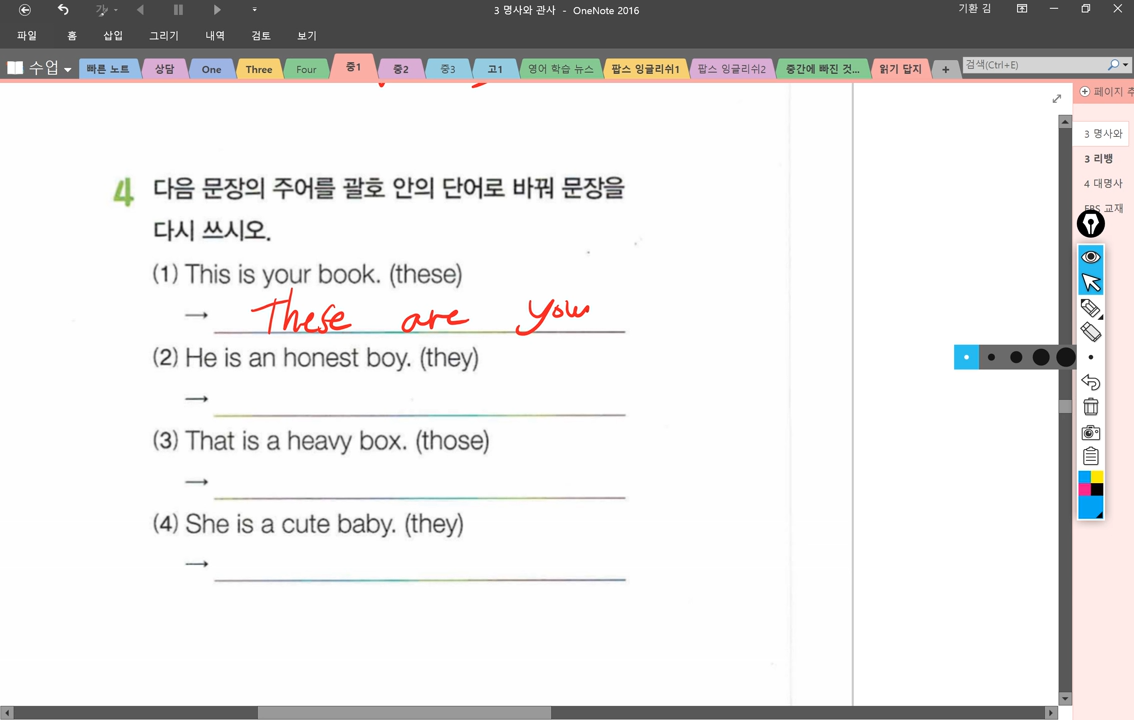 3 명사와 관사 - OneNote 2016
기환 김
파일 홈 삽입 그리기 내역 검토 보기
수업 빠른 노트 상담 One Three Four 중1 중2 중3 고1 영어 학습 뉴스 팝스 잉글리쉬1 팝스 잉글리쉬2 중간에 빠진 것... 읽기 답지 + 검색(Ctrl+E)
페이지 추
3 명사와
3 리뱅
4 대명사
EBS 교재
4 다음 문장의 주어를 괄호 안의 단어로 바꿔 문장을
다시 쓰시오.
(1) This is your book. (these)
→ These are your
(2) He is an honest boy. (they)
→
(3) That is a heavy box. (those)
→
(4) She is a cute baby. (they)
→